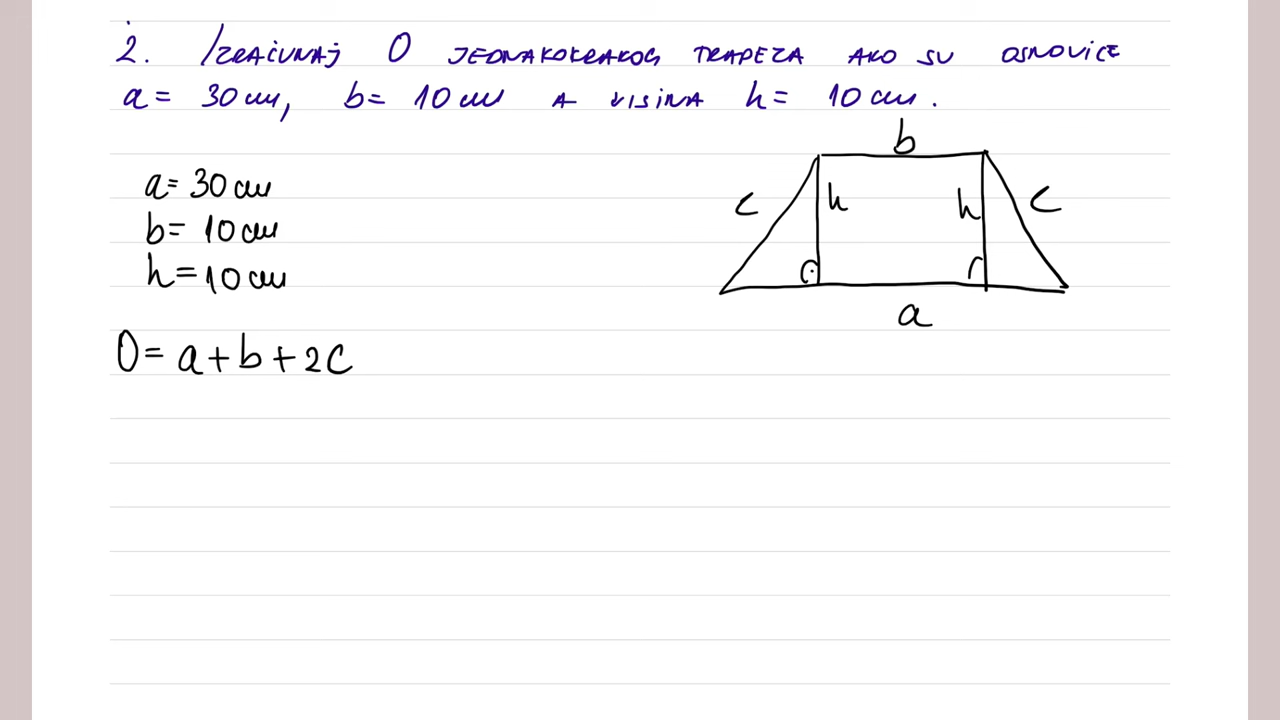 2. Izračunaj O jednakokrakog trapeza ako su osnovice
a= 30 cm, b= 10 cm a visina h= 10 cm.
b
a= 30 cm
c h h c
b= 10 cm
h= 10 cm
a
O= a+b+2c